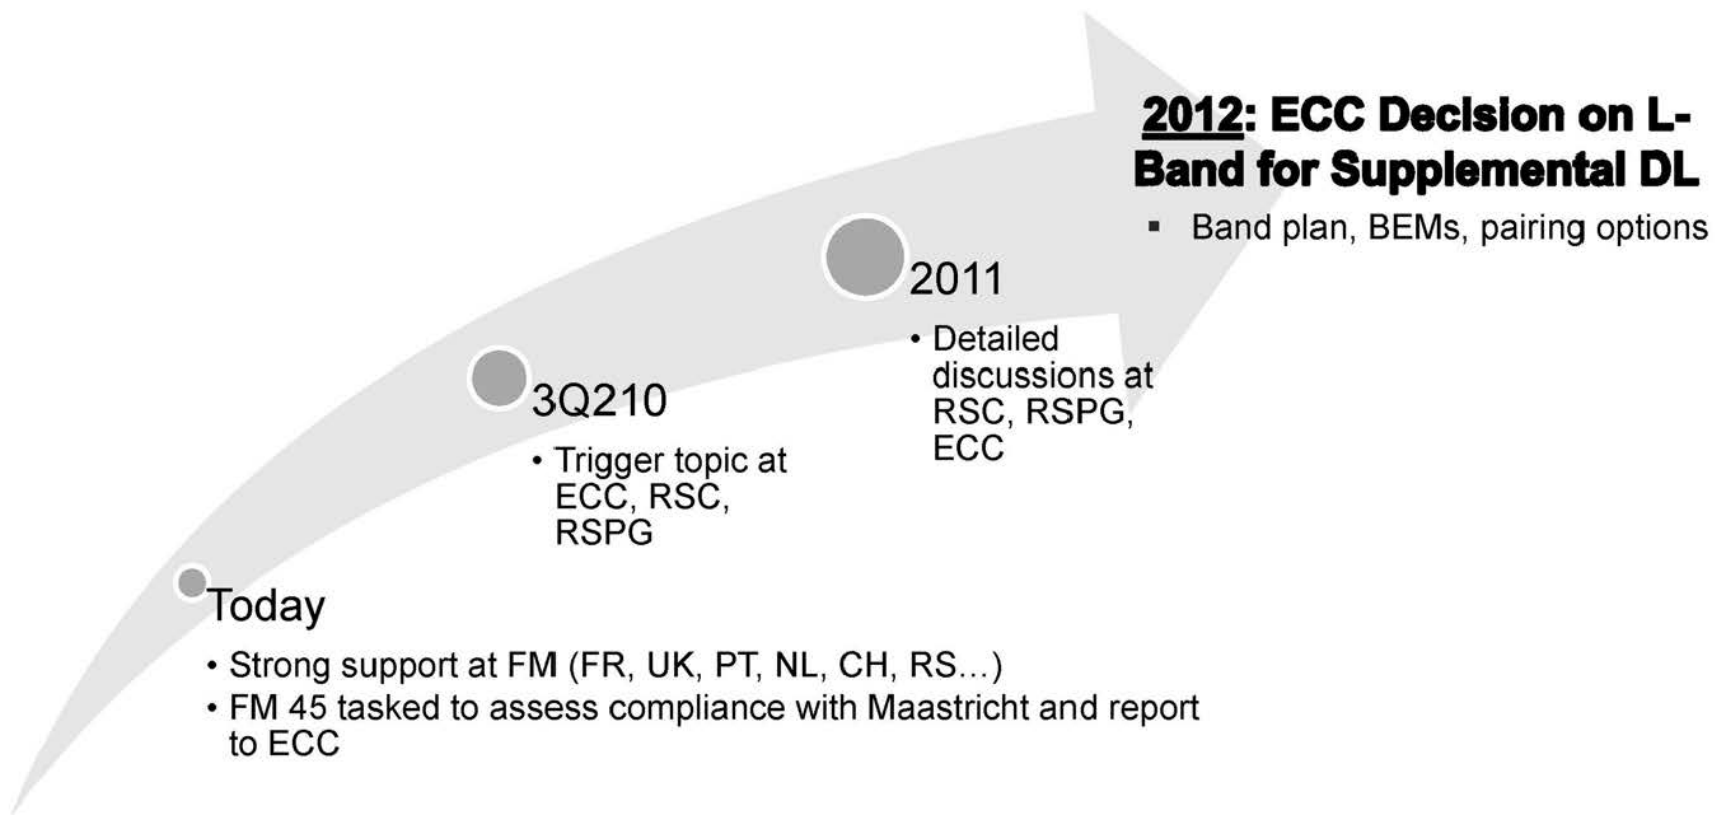 2012: ECC Decision on L-
Band for Supplemental DL
▪ Band plan, BEMs, pairing options
2011
• Detailed
discussions at
RSC, RSPG,
ECC
3Q210
• Trigger topic at
ECC, RSC,
RSPG
Today
• Strong support at FM (FR, UK, PT, NL, CH, RS...)
• FM 45 tasked to assess compliance with Maastricht and report
to ECC